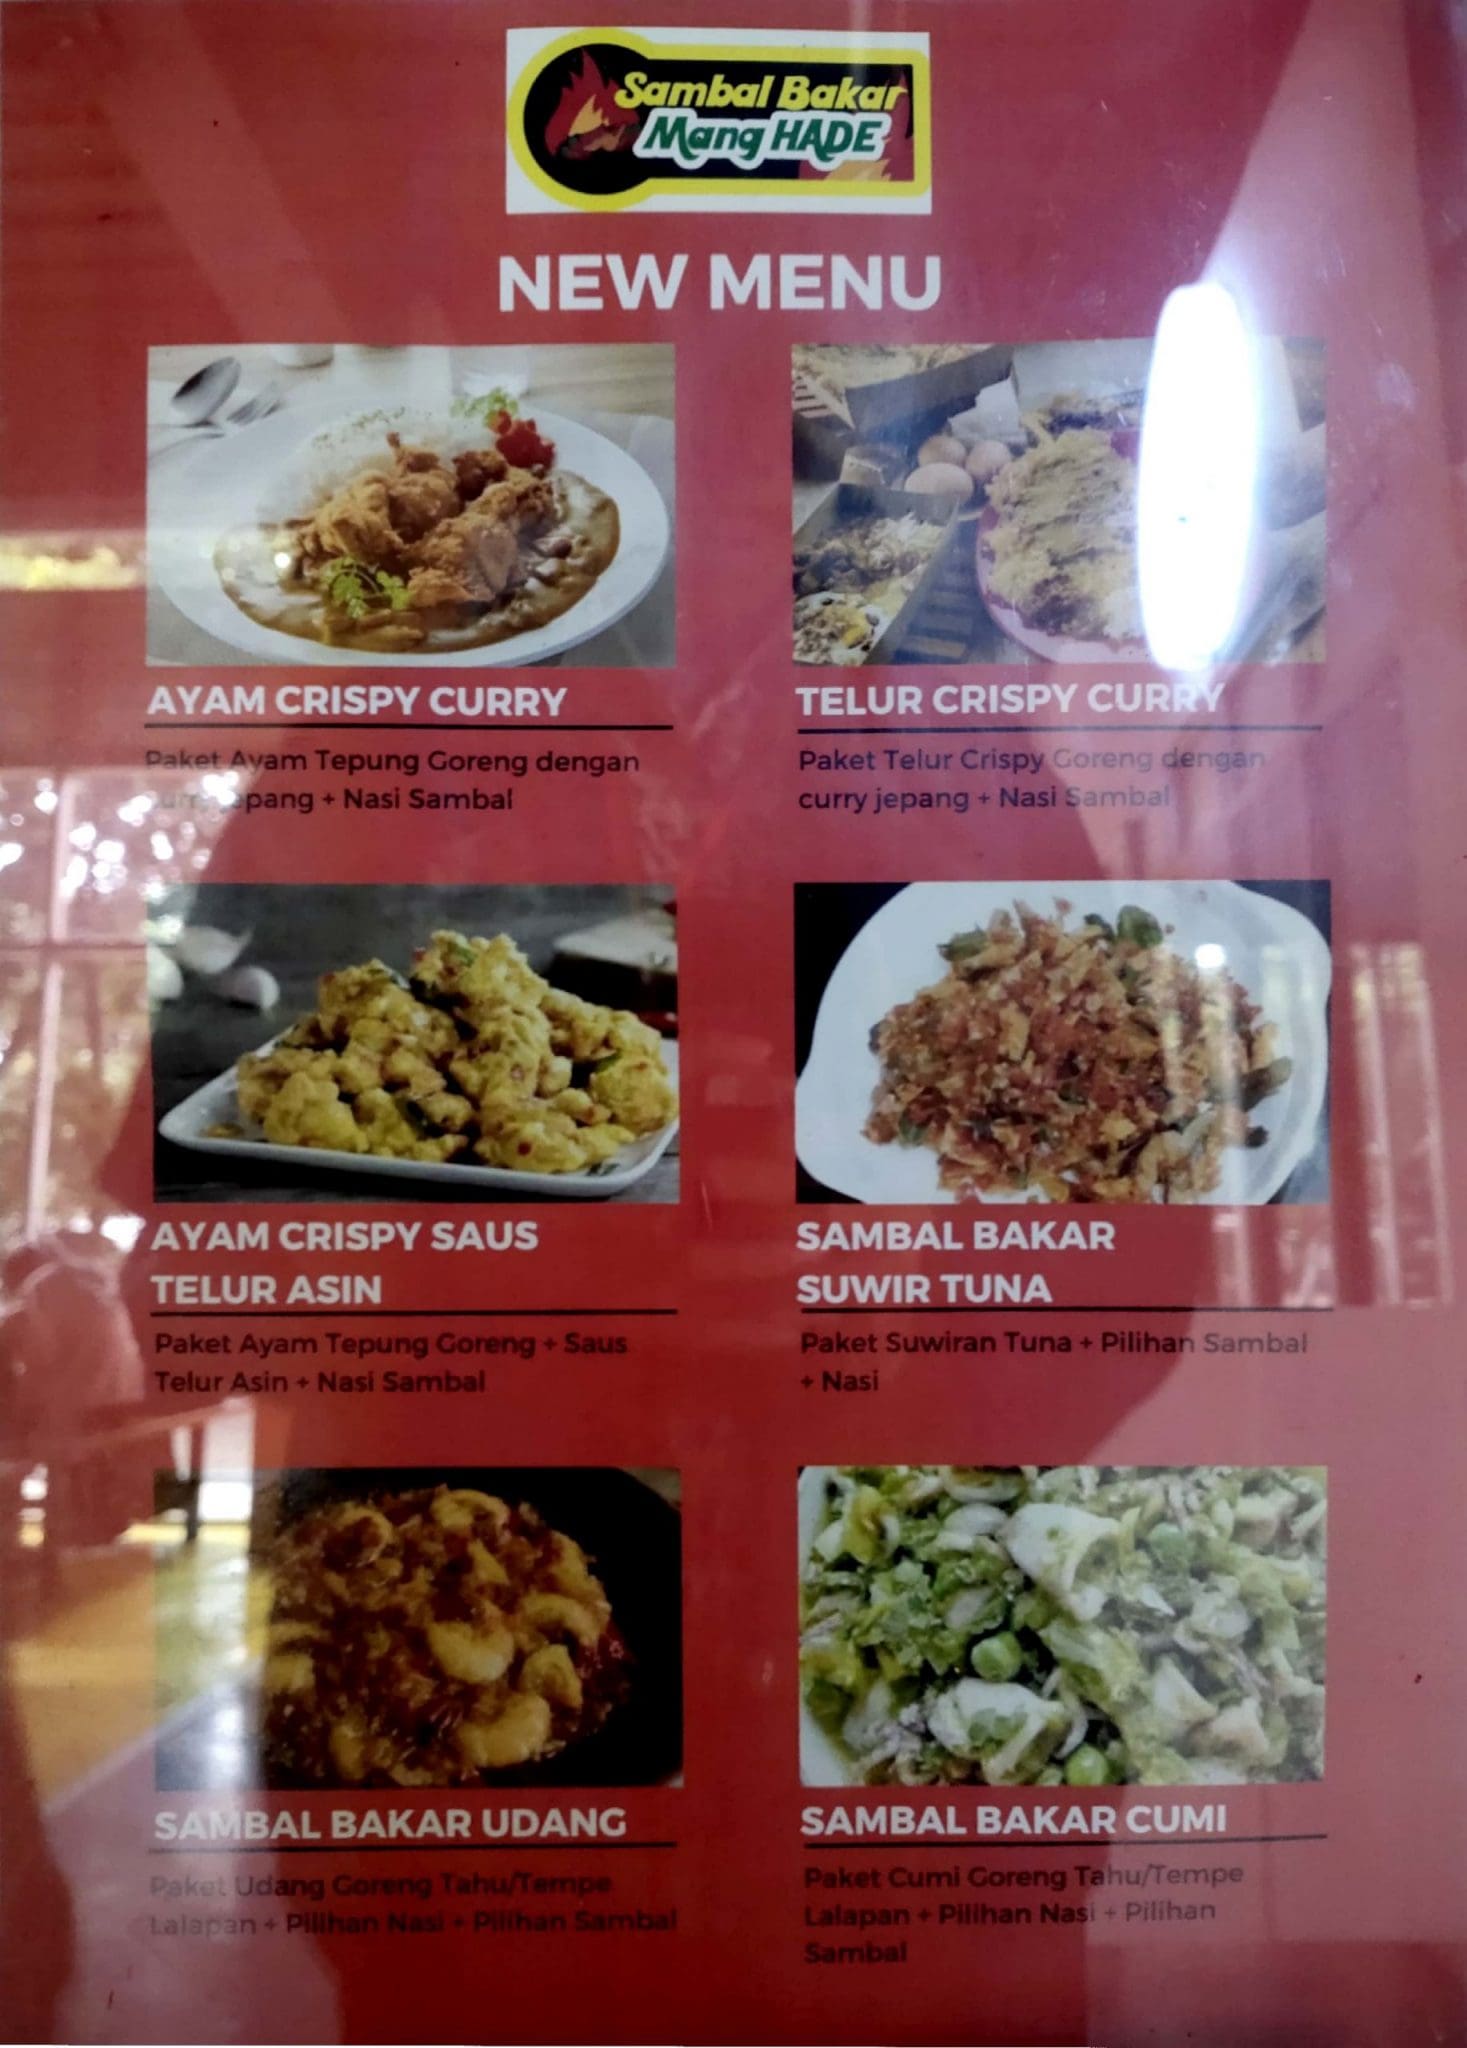 Sambal Bakar
Mang HADE
NEW MENU
AYAM CRISPY CURRY
Paket Ayam Tepung Goreng dengan
curry jepang + Nasi Sambal
TELUR CRISPY CURRY
Paket Telur Crispy Goreng dengan
curry jepang + Nasi Sambal
AYAM CRISPY SAUS
TELUR ASIN
Paket Ayam Tepung Goreng + Saus
Telur Asin + Nasi Sambal
SAMBAL BAKAR
SUWIR TUNA
Paket Suwiran Tuna + Pilihan Sambal
+ Nasi
SAMBAL BAKAR UDANG
Paket Udang Goreng Tahu/Tempe
Lalapan + Pilihan Nasi + Pilihan Sambal
SAMBAL BAKAR CUMI
Paket Cumi Goreng Tahu/Tempe
Lalapan + Pilihan Nasi + Pilihan
Sambal